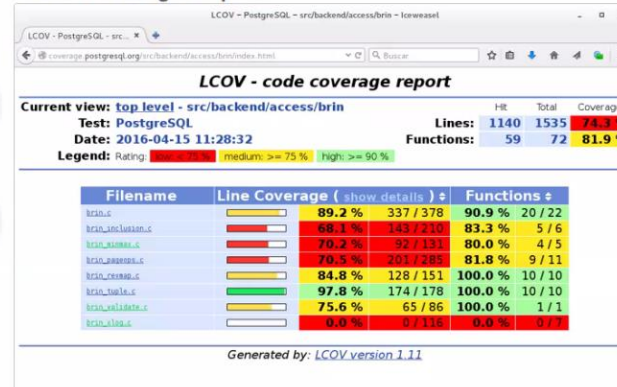 LCOV - PostgreSQL - src/backend/access/brin - Iceweasel
LCOV - PostgreSQL - src...
coverage.postgresql.org/src/backend/access/brin/index.html
Buscar
LCOV - code coverage report
Current view: top level - src/backend/access/brin
Hit Total Coverage
Test: PostgreSQL
Lines: 1140 1535 74.3
Date: 2016-04-15 11:28:32
Functions: 59 72 81.9
Legend: Rating: low: < 75 % medium: >= 75 % high: >= 90 %
Filename Line Coverage ( show details ) Functions
brin.c 89.2 % 337 / 378 90.9 % 20 / 22
brin_inclusion.c 68.1 % 143 / 210 83.3 % 5 / 6
brin_minmax.c 70.2 % 92 / 131 80.0 % 4 / 5
brin_pageops.c 70.5 % 201 / 285 81.8 % 9 / 11
brin_revmap.c 84.8 % 128 / 151 100.0 % 10 / 10
brin_tuple.c 97.8 % 174 / 178 100.0 % 10 / 10
brin_validate.c 75.6 % 65 / 86 100.0 % 1 / 1
brin_xlog.c 0.0 % 0 / 116 0.0 % 0 / 7
Generated by: LCOV version 1.11